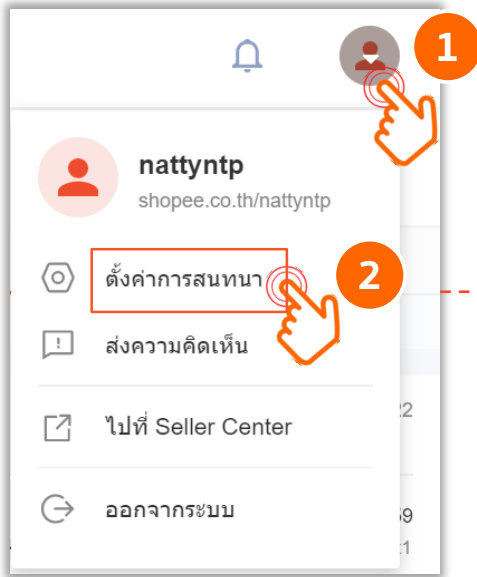 1
nattyntp
shopee.co.th/nattyntp
ตั้งค่าการสนทนา
2
ส่งความคิดเห็น
ไปที่ Seller Center
ออกจากระบบ